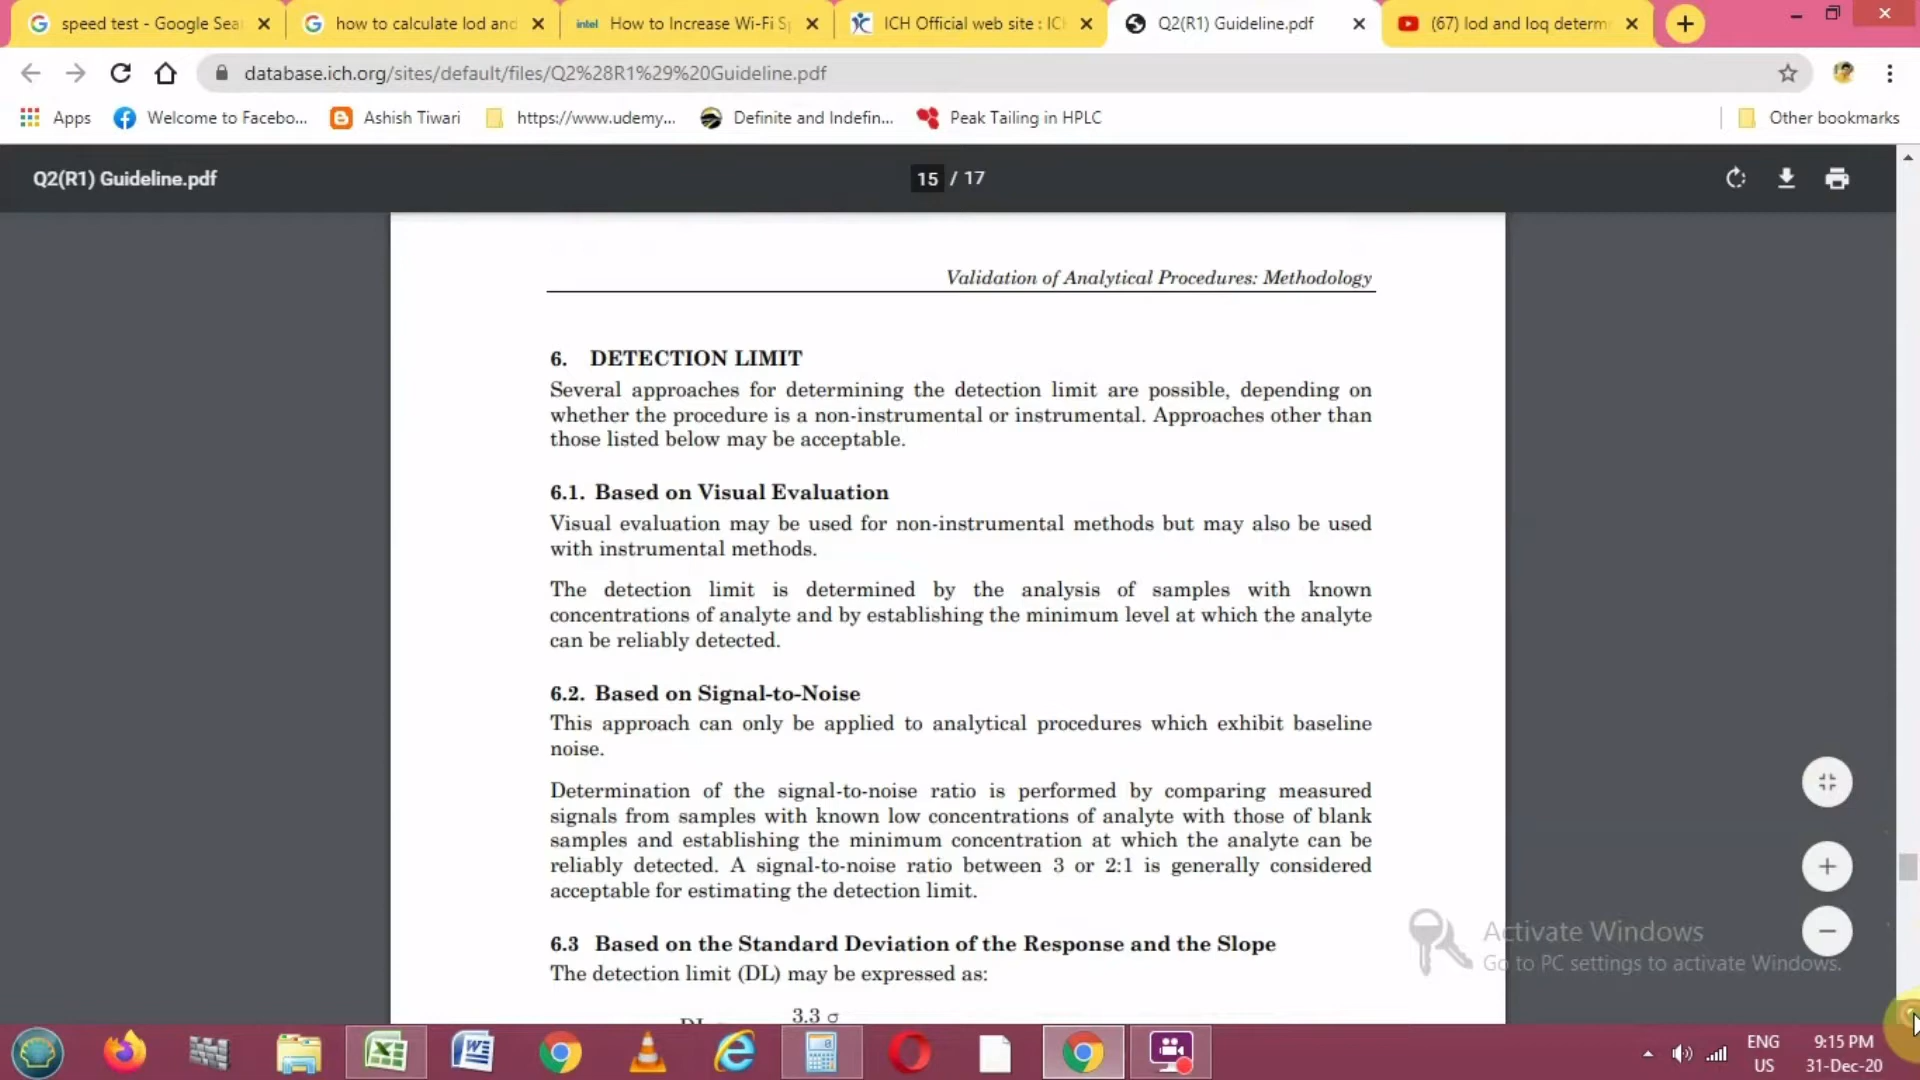 speed test - Google Sea
how to calculate lod and
intel How to Increase Wi-Fi S
ICH Official web site : IC
Q2(R1) Guideline.pdf
(67) lod and loq determ
database.ich.org/sites/default/files/Q2%28R1%29%20Guideline.pdf
Apps
Welcome to Facebo...
Ashish Tiwari
https://www.udemy...
Definite and Indefin...
Peak Tailing in HPLC
Other bookmarks
Q2(R1) Guideline.pdf
15 / 17
Validation of Analytical Procedures: Methodology
6. DETECTION LIMIT
Several approaches for determining the detection limit are possible, depending on
whether the procedure is a non-instrumental or instrumental. Approaches other than
those listed below may be acceptable.
6.1. Based on Visual Evaluation
Visual evaluation may be used for non-instrumental methods but may also be used
with instrumental methods.
The detection limit is determined by the analysis of samples with known
concentrations of analyte and by establishing the minimum level at which the analyte
can be reliably detected.
6.2. Based on Signal-to-Noise
This approach can only be applied to analytical procedures which exhibit baseline
noise.
Determination of the signal-to-noise ratio is performed by comparing measured
signals from samples with known low concentrations of analyte with those of blank
samples and establishing the minimum concentration at which the analyte can be
reliably detected. A signal-to-noise ratio between 3 or 2:1 is generally considered
acceptable for estimating the detection limit.
6.3 Based on the Standard Deviation of the Response and the Slope
The detection limit (DL) may be expressed as:
3.3 σ
DL
Activate Windows
Go to PC settings to activate Windows.
ENG
US
9:15 PM
31-Dec-20